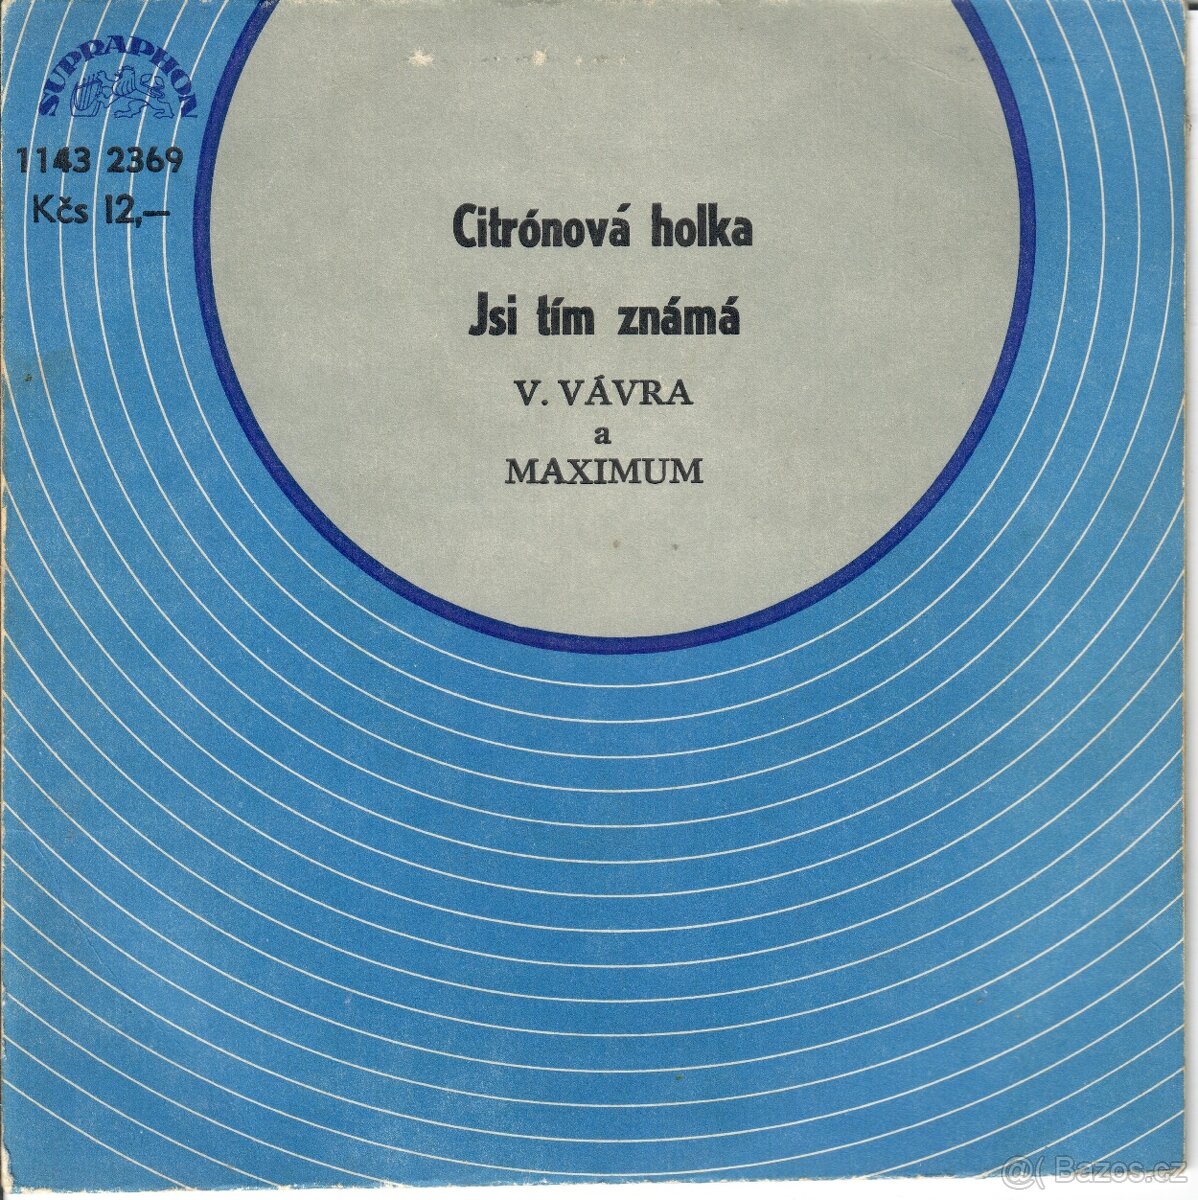 SUPRAPHON
1143 2369
Kčs 12,—
Citrónová holka
Jsi tím známá
V. VÁVRA
a
MAXIMUM
@( Bazos.cz